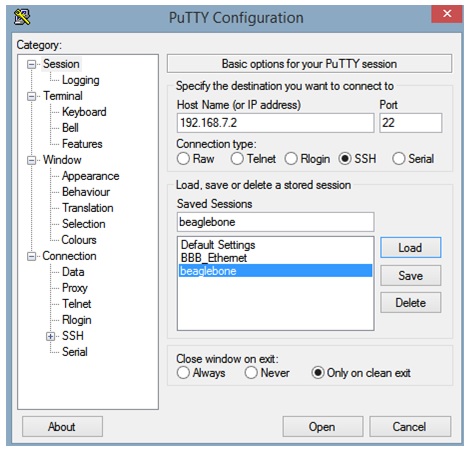 PuTTY Configuration
Category:
Session
Logging
Terminal
Keyboard
Bell
Features
Window
Appearance
Behaviour
Translation
Selection
Colours
Connection
Data
Proxy
Telnet
Rlogin
SSH
Serial
Basic options for your PuTTY session
Specify the destination you want to connect to
Host Name (or IP address) Port
192.168.7.2 22
Connection type:
Raw Telnet Rlogin SSH Serial
Load, save or delete a stored session
Saved Sessions
beaglebone
Default Settings
BBB_Ethernet
beaglebone
Load
Save
Delete
Close window on exit:
Always Never Only on clean exit
About Open Cancel